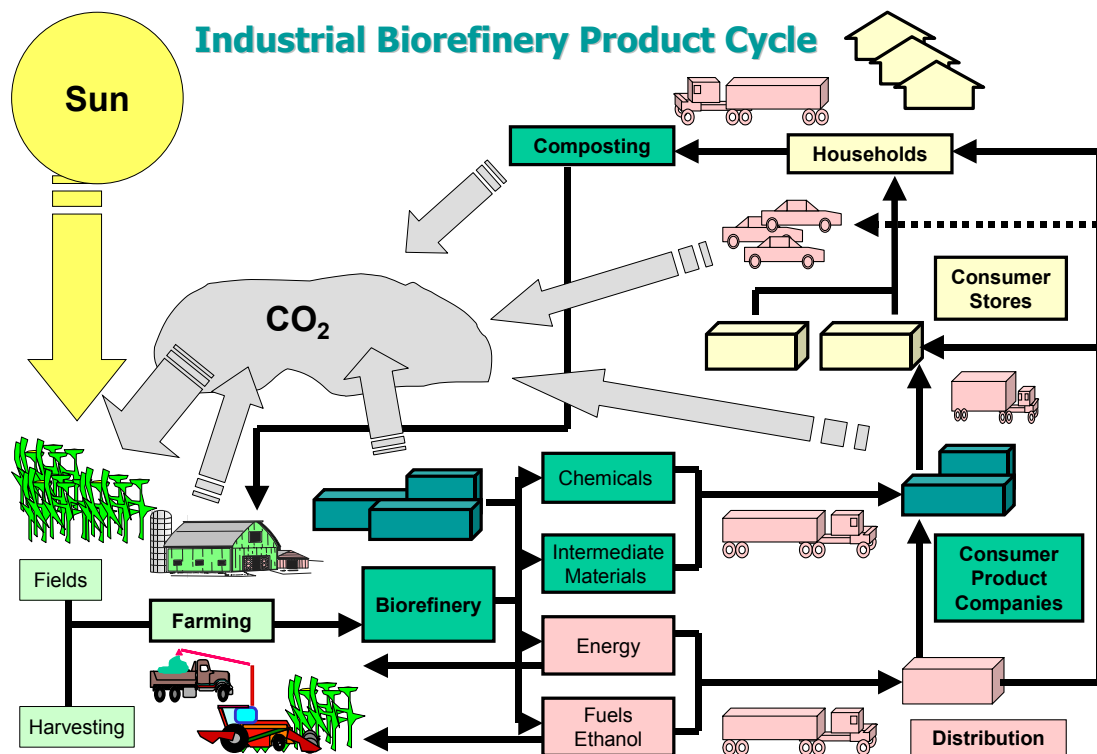 Industrial Biorefinery Product Cycle
Sun
Composting
Households
Consumer
Stores
CO₂
Chemicals
Intermediate
Materials
Consumer
Product
Companies
Fields
Biorefinery
Farming
Energy
Harvesting
Fuels
Ethanol
Distribution